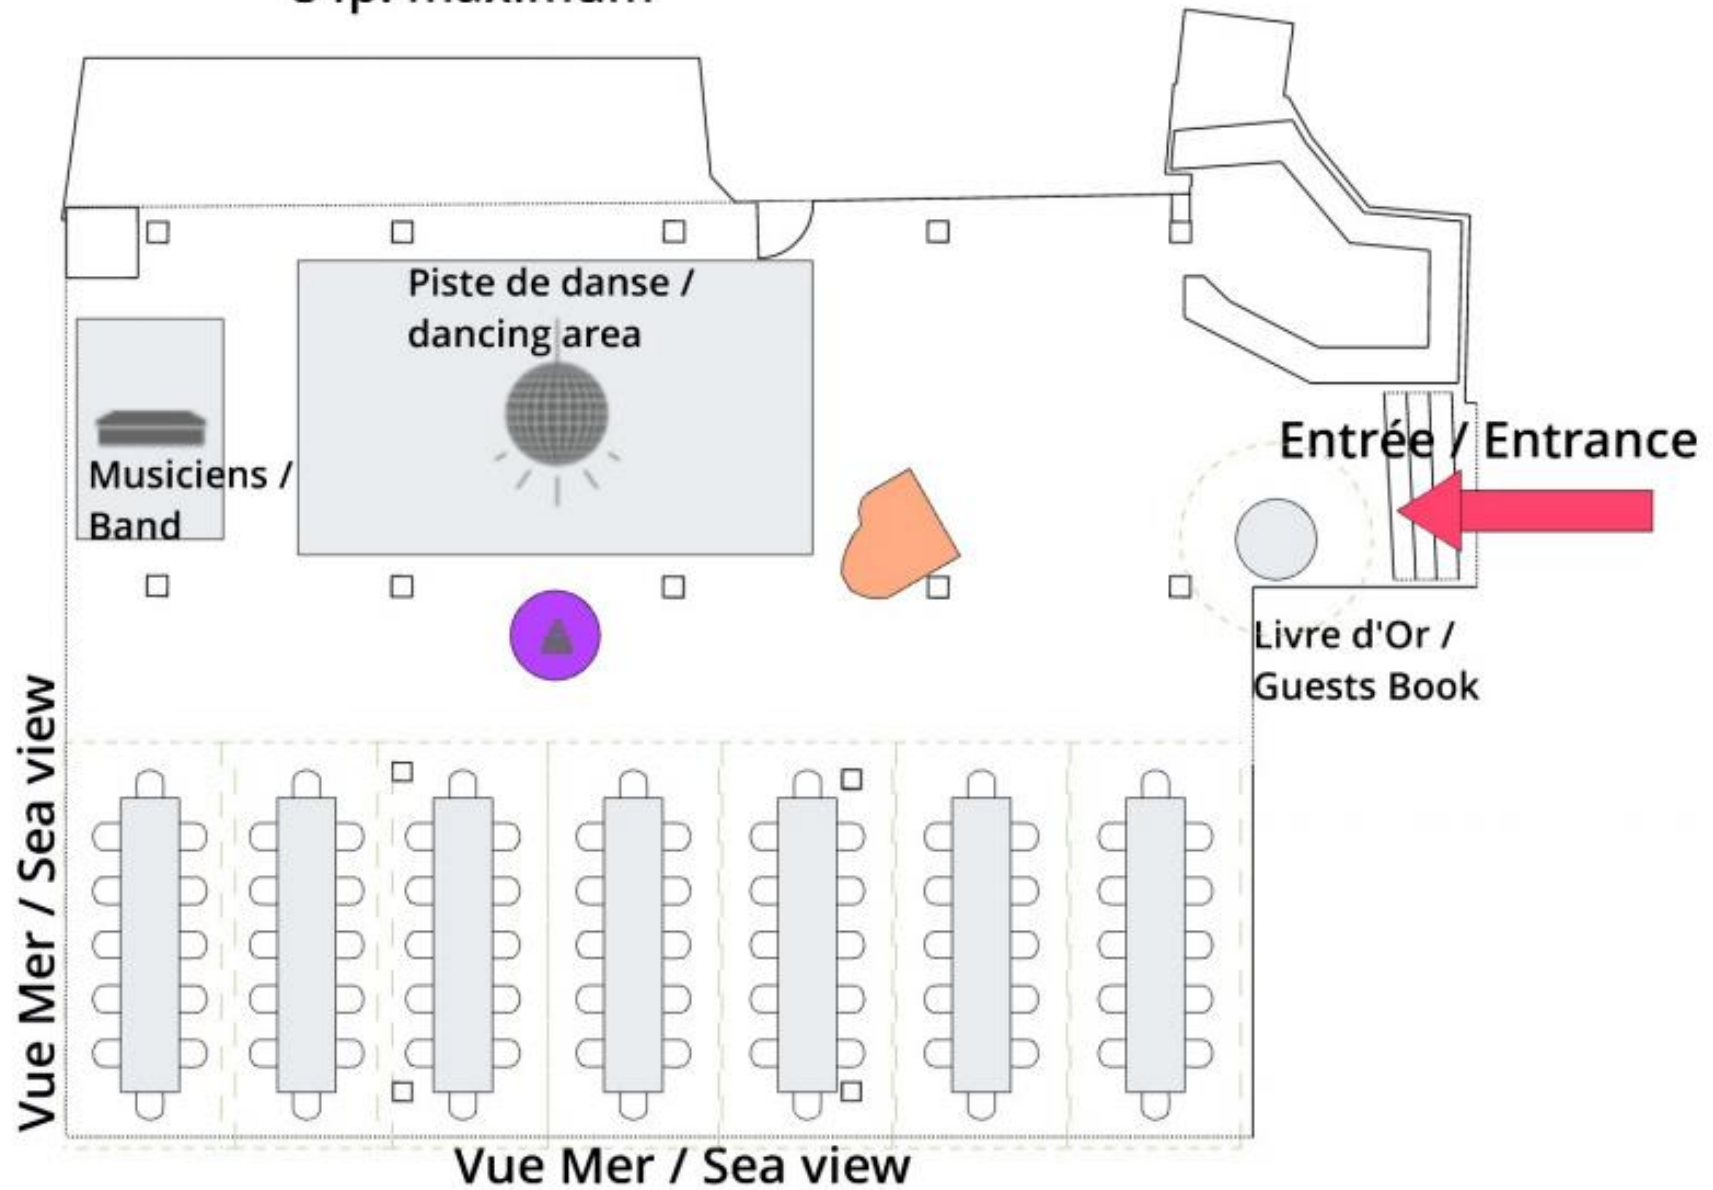 maximum
Piste de danse /
dancing area
Musiciens /
Band
Entrée / Entrance
Livre d'Or /
Guests Book
Vue Mer / Sea view
Vue Mer / Sea view